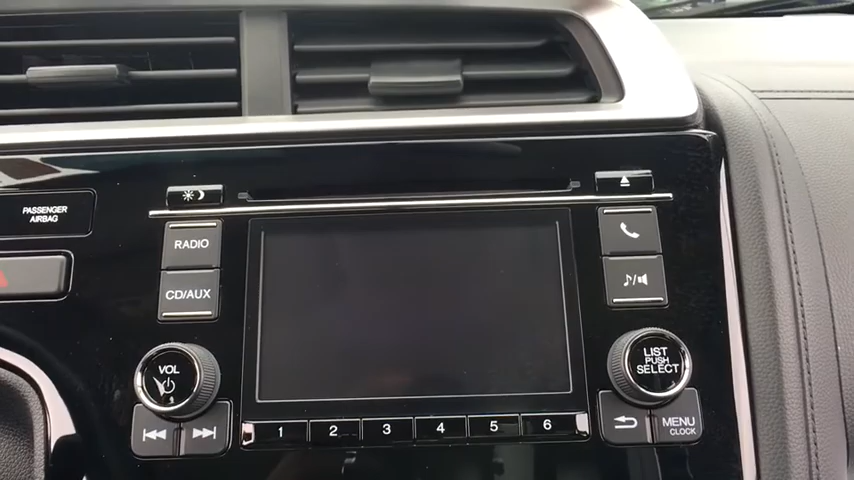 PASSENGER
AIRBAG
RADIO
CD/AUX
VOL
LIST
PUSH
SELECT
1 2 3 4 5 6
MENU
CLOCK